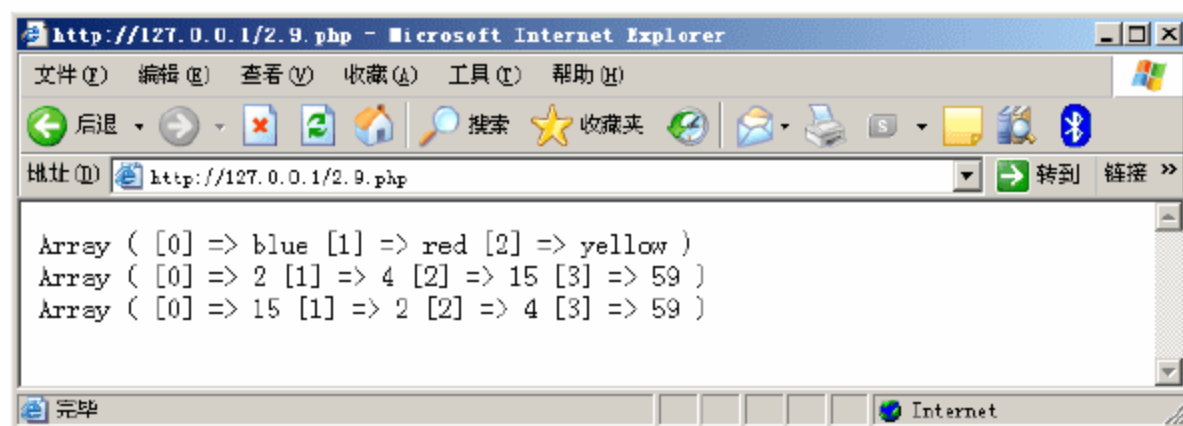 http://127.0.0.1/2.9.php - Microsoft Internet Explorer
文件(F) 编辑(E) 查看(V) 收藏(A) 工具(T) 帮助(H)
后退 搜索 收藏夹 S
地址(D) http://127.0.0.1/2.9.php 转到 链接 »
Array ( [0] => blue [1] => red [2] => yellow )
Array ( [0] => 2 [1] => 4 [2] => 15 [3] => 59 )
Array ( [0] => 15 [1] => 2 [2] => 4 [3] => 59 )
完毕 Internet